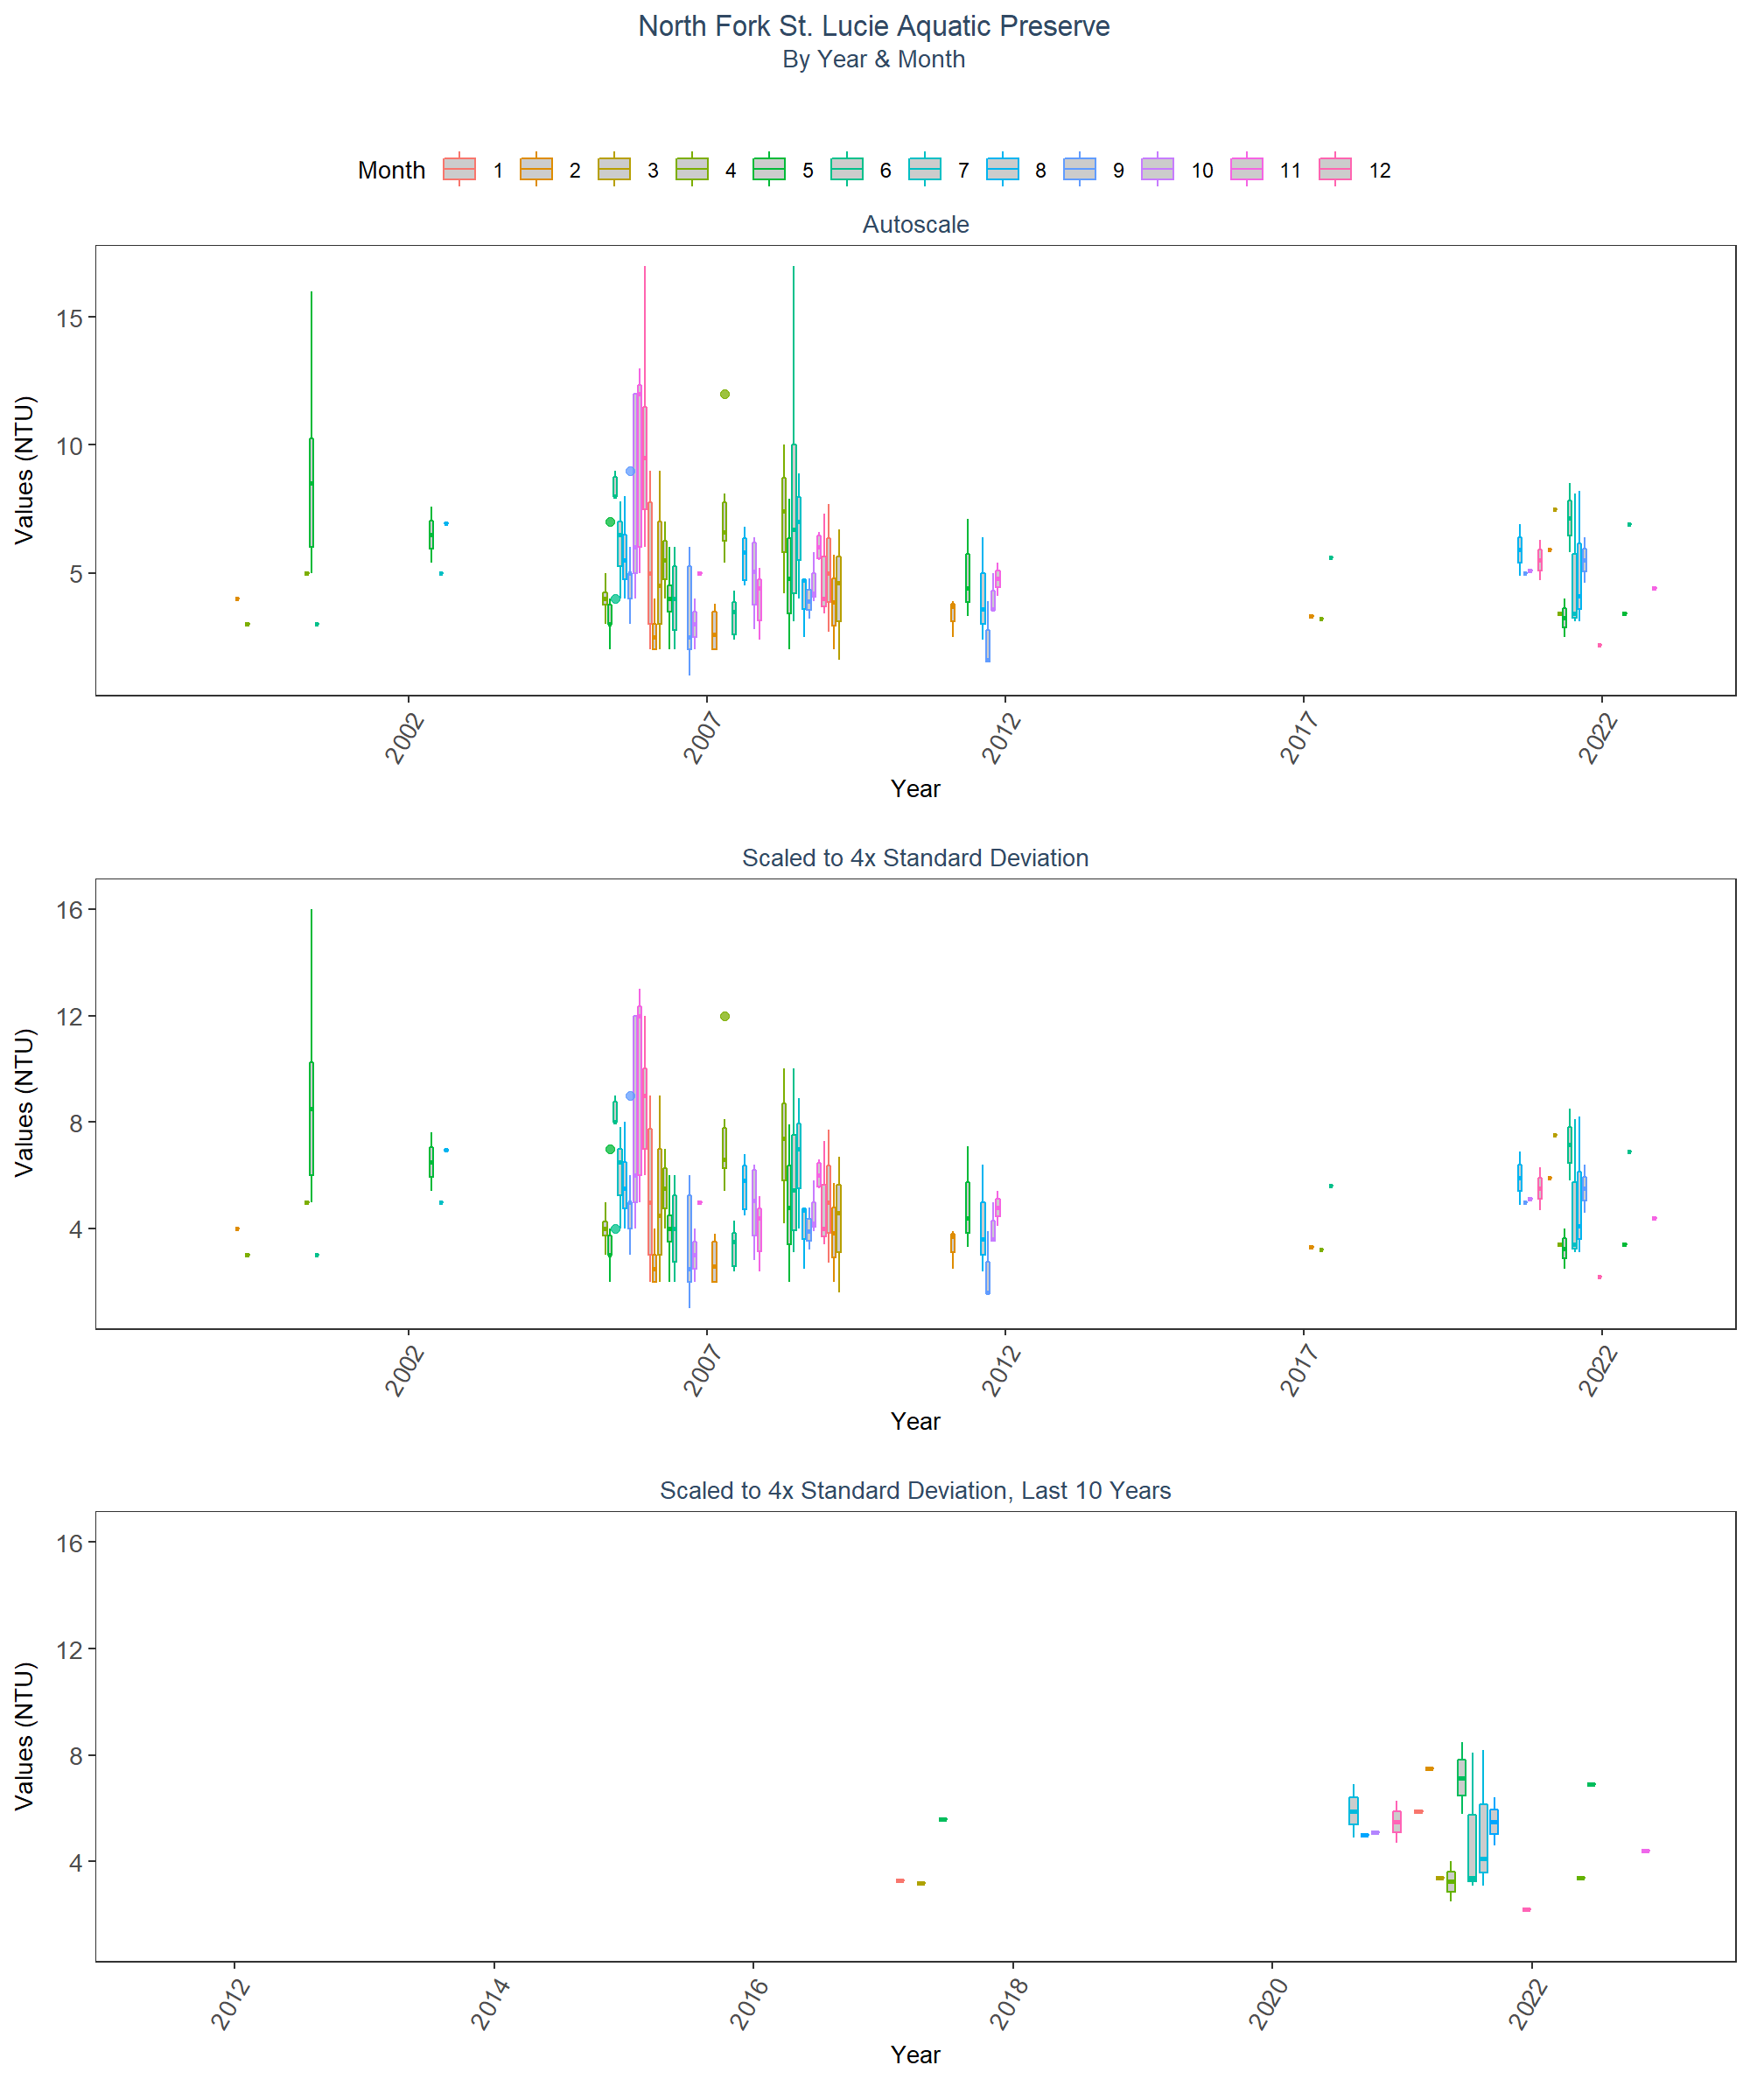 North Fork St. Lucie Aquatic Preserve
By Year & Month
Month 1 2 3 4 5 6 7 8 9 10 11 12
Autoscale
Values (NTU)
15
10
5
2002 2007 2012 2017 2022
Year
Scaled to 4x Standard Deviation
Values (NTU)
16
12
8
4
2002 2007 2012 2017 2022
Year
Scaled to 4x Standard Deviation, Last 10 Years
Values (NTU)
16
12
8
4
2012 2014 2016 2018 2020 2022
Year